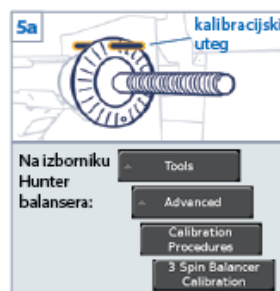 5a
kalibracijski
uteg
Na izborniku
Hunter
balansera:
Tools
Advanced
Calibration
Procedures
3 Spin Balancer
Calibration